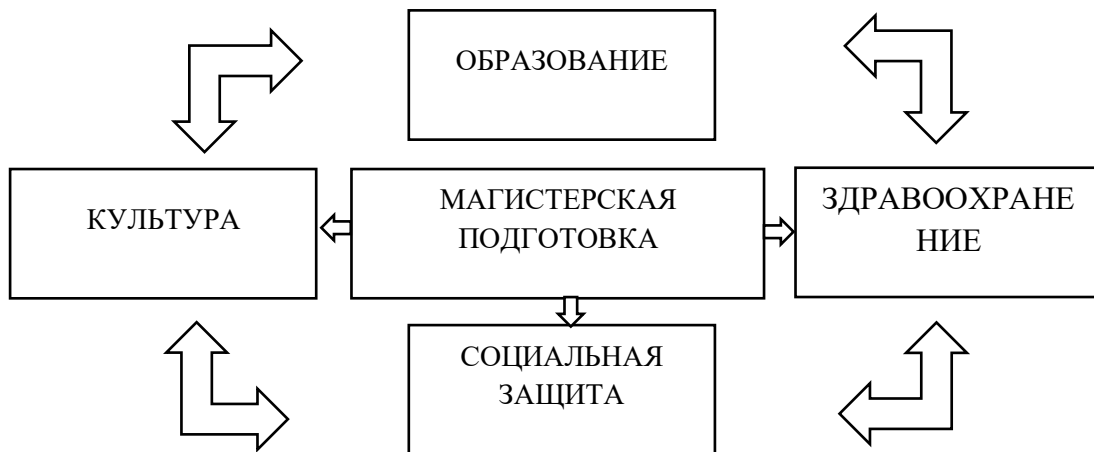 ОБРАЗОВАНИЕ
КУЛЬТУРА
МАГИСТЕРСКАЯ
ПОДГОТОВКА
ЗДРАВООХРАНЕ
НИЕ
СОЦИАЛЬНАЯ
ЗАЩИТА